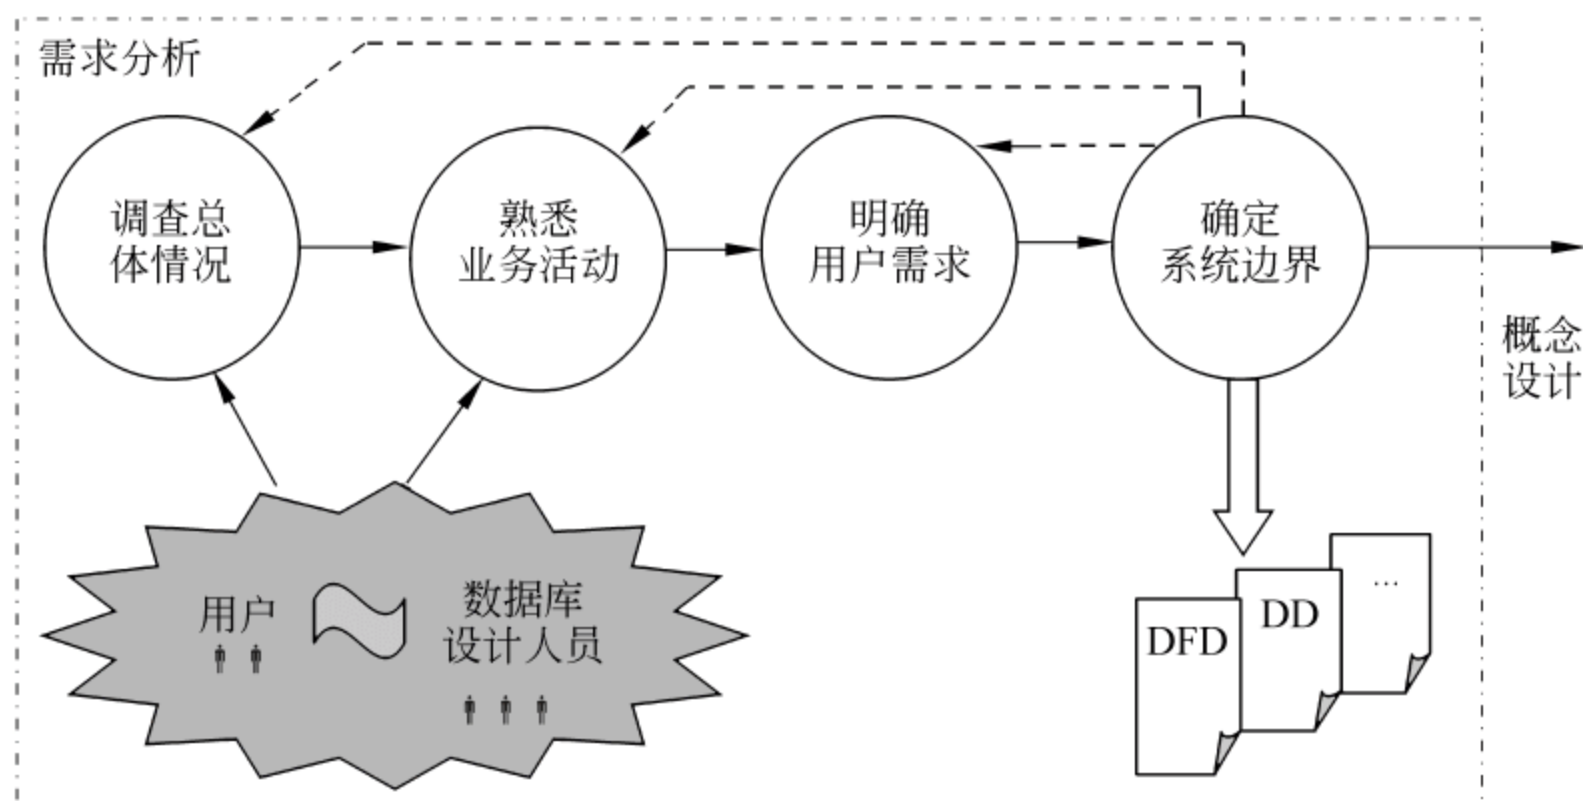 需求分析
调查总
体情况
熟悉
业务活动
明确
用户需求
确定
系统边界
概念
设计
用户
数据库
设计人员
DFD
DD
...